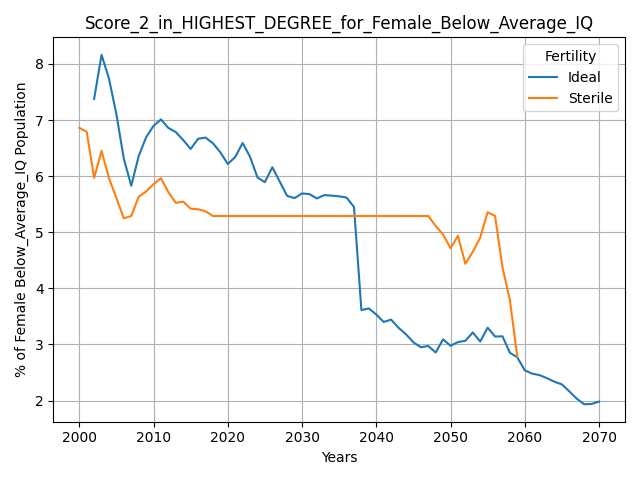 Score_2_in_HIGHEST_DEGREE_for_Female_Below_Average_IQ
% of Female Below_Average_IQ Population
8
7
6
5
4
3
2
Fertility
Ideal
Sterile
2000 2010 2020 2030 2040 2050 2060 2070
Years